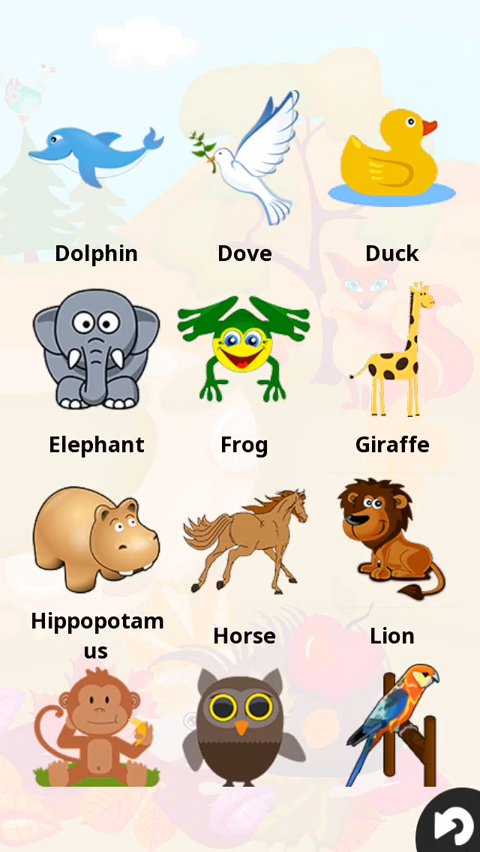 Dolphin
Dove
Duck
Elephant
Frog
Giraffe
Hippopotam
us
Horse
Lion